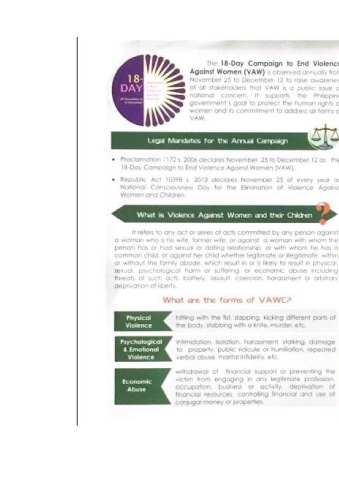 18-
DAY
The 18-Day Campaign to End Violence
Against Women (VAW) is observed annually from
November 25 to December 12 to raise awareness
of all stakeholders that VAW is a public issue of
national concern. It supports the Philippine
government's goal to protect the human rights of
women and its commitment to address all forms of
VAW.
Legal Mandates for the Annual Campaign
• Proclamation 1172 s. 2006 declares November 25 to December 12 as the
18-Day Campaign to End Violence Against Women (VAW).
• Republic Act 10398 s. 2013 declares November 25 of every year as
National Consciousness Day for the Elimination of Violence Against
Women and Children.
What is Violence Against Women and their Children ?
It refers to any act or series of acts committed by any person against
a woman who is his wife, former wife, or against a woman with whom the
person has or had sexual or dating relationship, or with whom he has a
common child, or against her child whether legitimate or illegitimate, within
or without the family abode, which result in or is likely to result in physical,
sexual, psychological harm or suffering, or economic abuse including
threats of such acts, battery, assault, coercion, harassment or arbitrary
deprivation of liberty.
What are the forms of VAWC?
Physical
Violence
hitting with the fist, slapping, kicking different parts of
the body, stabbing with a knife, murder, etc.
Psychological
& Emotional
Violence
intimidation, isolation, harassment, stalking, damage
to property, public ridicule or humiliation, repeated
verbal abuse, marital infidelity, etc.
Economic
Abuse
withdrawal of financial support or preventing the
victim from engaging in any legitimate profession,
occupation, business or activity, deprivation of
financial resources, controlling financial and use of
conjugal money or properties.